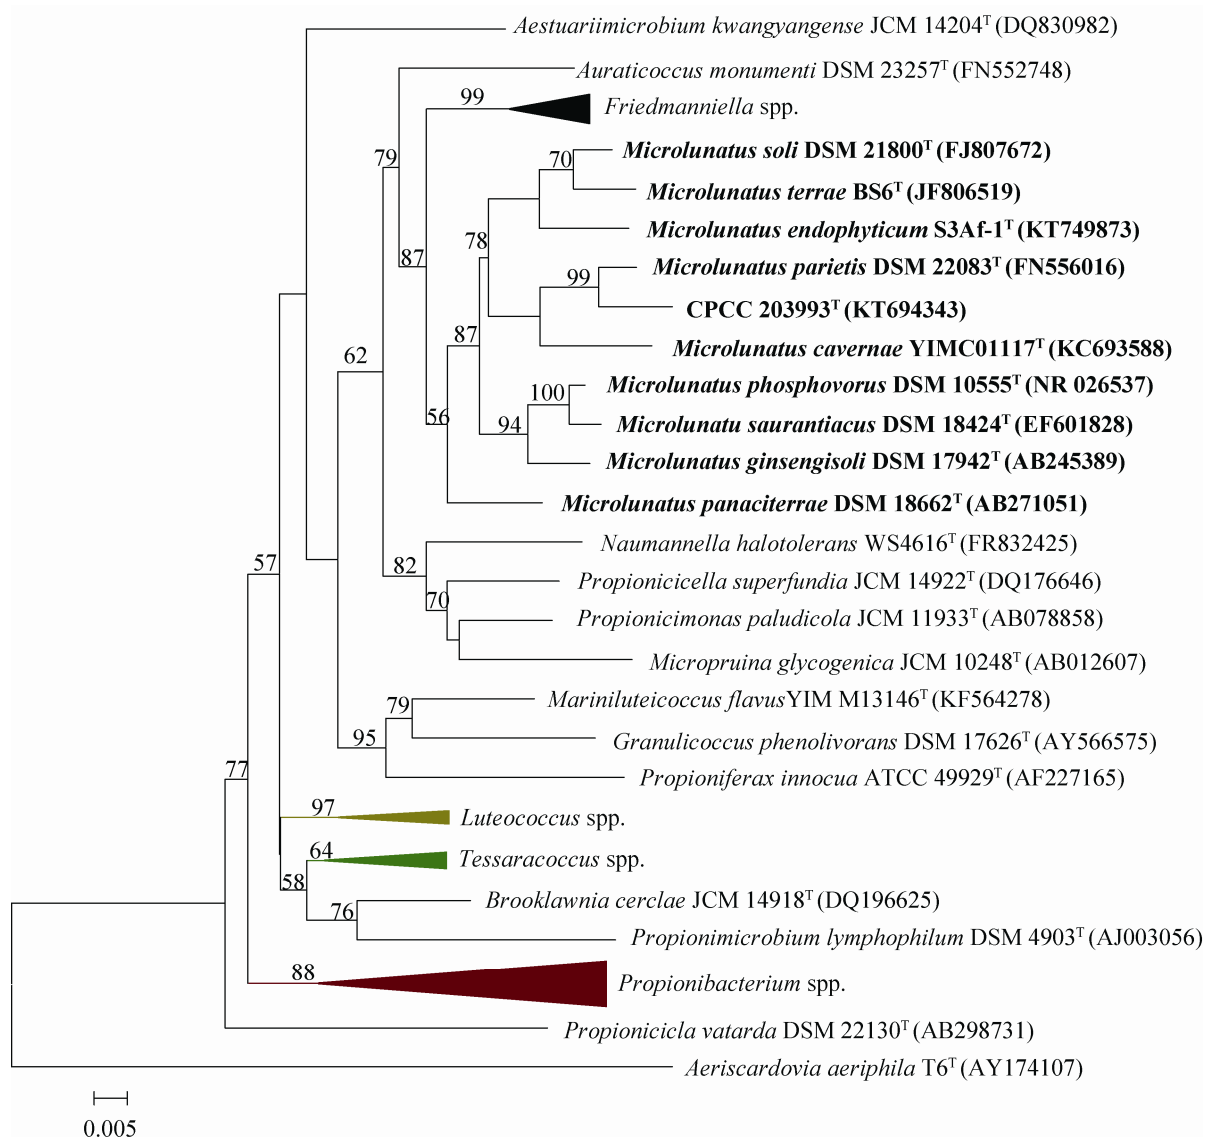 Aestuariimicrobium kwangyangense JCM 14204ᵀ (DQ830982)
Auraticoccus monumenti DSM 23257ᵀ (FN552748)
99
Friedmanniella spp.
79
70
Microlunatus soli DSM 21800ᵀ (FJ807672)
Microlunatus terrae BS6ᵀ (JF806519)
78
Microlunatus endophyticum S3Af-1ᵀ (KT749873)
87
Microlunatus parietis DSM 22083ᵀ (FN556016)
99
CPCC 203993ᵀ (KT694343)
87
62
Microlunatus cavernae YIMC01117ᵀ (KC693588)
Microlunatus phosphovorus DSM 10555ᵀ (NR 026537)
100
56
94
Microlunatu saurantiacus DSM 18424ᵀ (EF601828)
Microlunatus ginsengisoli DSM 17942ᵀ (AB245389)
Microlunatus panaciterrae DSM 18662ᵀ (AB271051)
Naumannella halotolerans WS4616ᵀ (FR832425)
57
82
Propionicicella superfundia JCM 14922ᵀ (DQ176646)
70
Propionicimonas paludicola JCM 11933ᵀ (AB078858)
Micropruina glycogenica JCM 10248ᵀ (AB012607)
79
Mariniluteicoccus flavusYIM M13146ᵀ (KF564278)
95
Granulicoccus phenolivorans DSM 17626ᵀ (AY566575)
77
Propioniferax innocua ATCC 49929ᵀ (AF227165)
97
Luteococcus spp.
64
Tessaracoccus spp.
58
76
Brooklawnia cerclae JCM 14918ᵀ (DQ196625)
Propionimicrobium lymphophilum DSM 4903ᵀ (AJ003056)
88
Propionibacterium spp.
Propionicicla vatarda DSM 22130ᵀ (AB298731)
Aeriscardovia aeriphila T6ᵀ (AY174107)
0.005